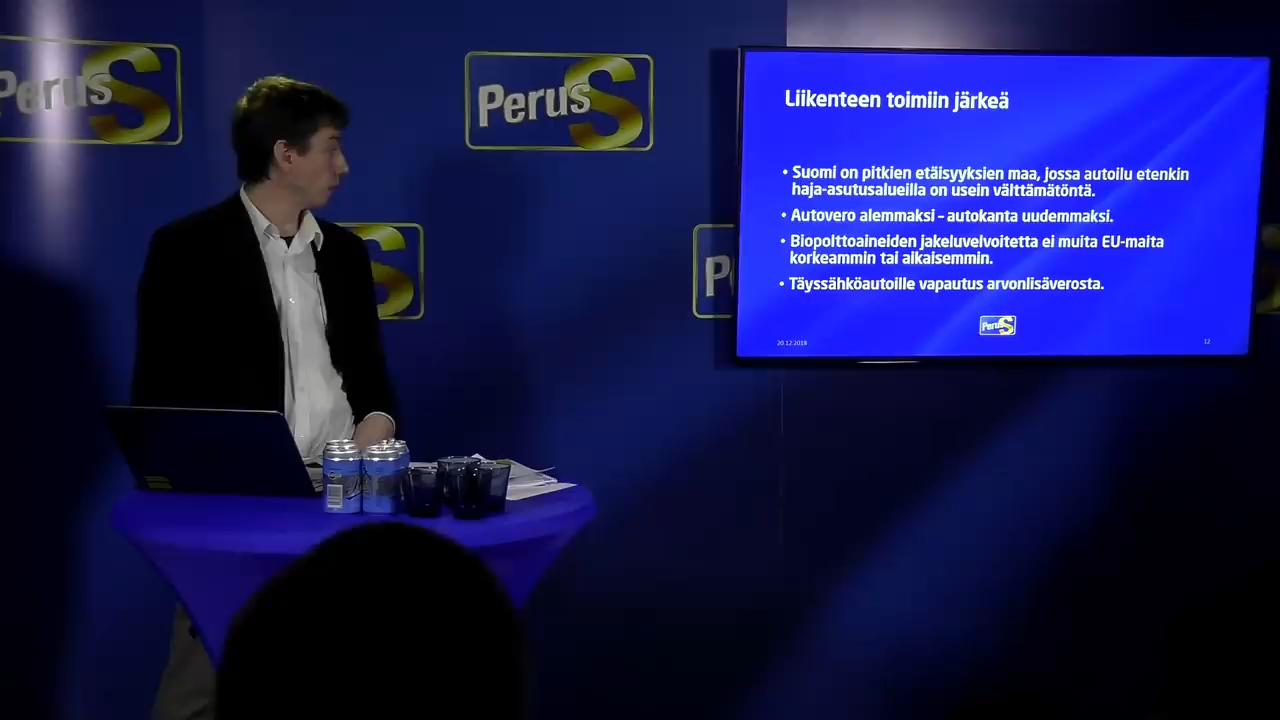 PerusS
PerusS
Liikenteen toimiin järkeä
• Suomi on pitkien etäisyyksien maa, jossa autoilu etenkin
haja-asutusalueilla on usein välttämätöntä.
• Autovero alemmaksi – autokanta uudemmaksi.
• Biopolttoaineiden jakeluvelvoitetta ei muita EU-maita
korkeammin tai aikaisemmin.
• Täyssähköautoille vapautus arvonlisäverosta.
PerusS
20.12.2018
12
S
P